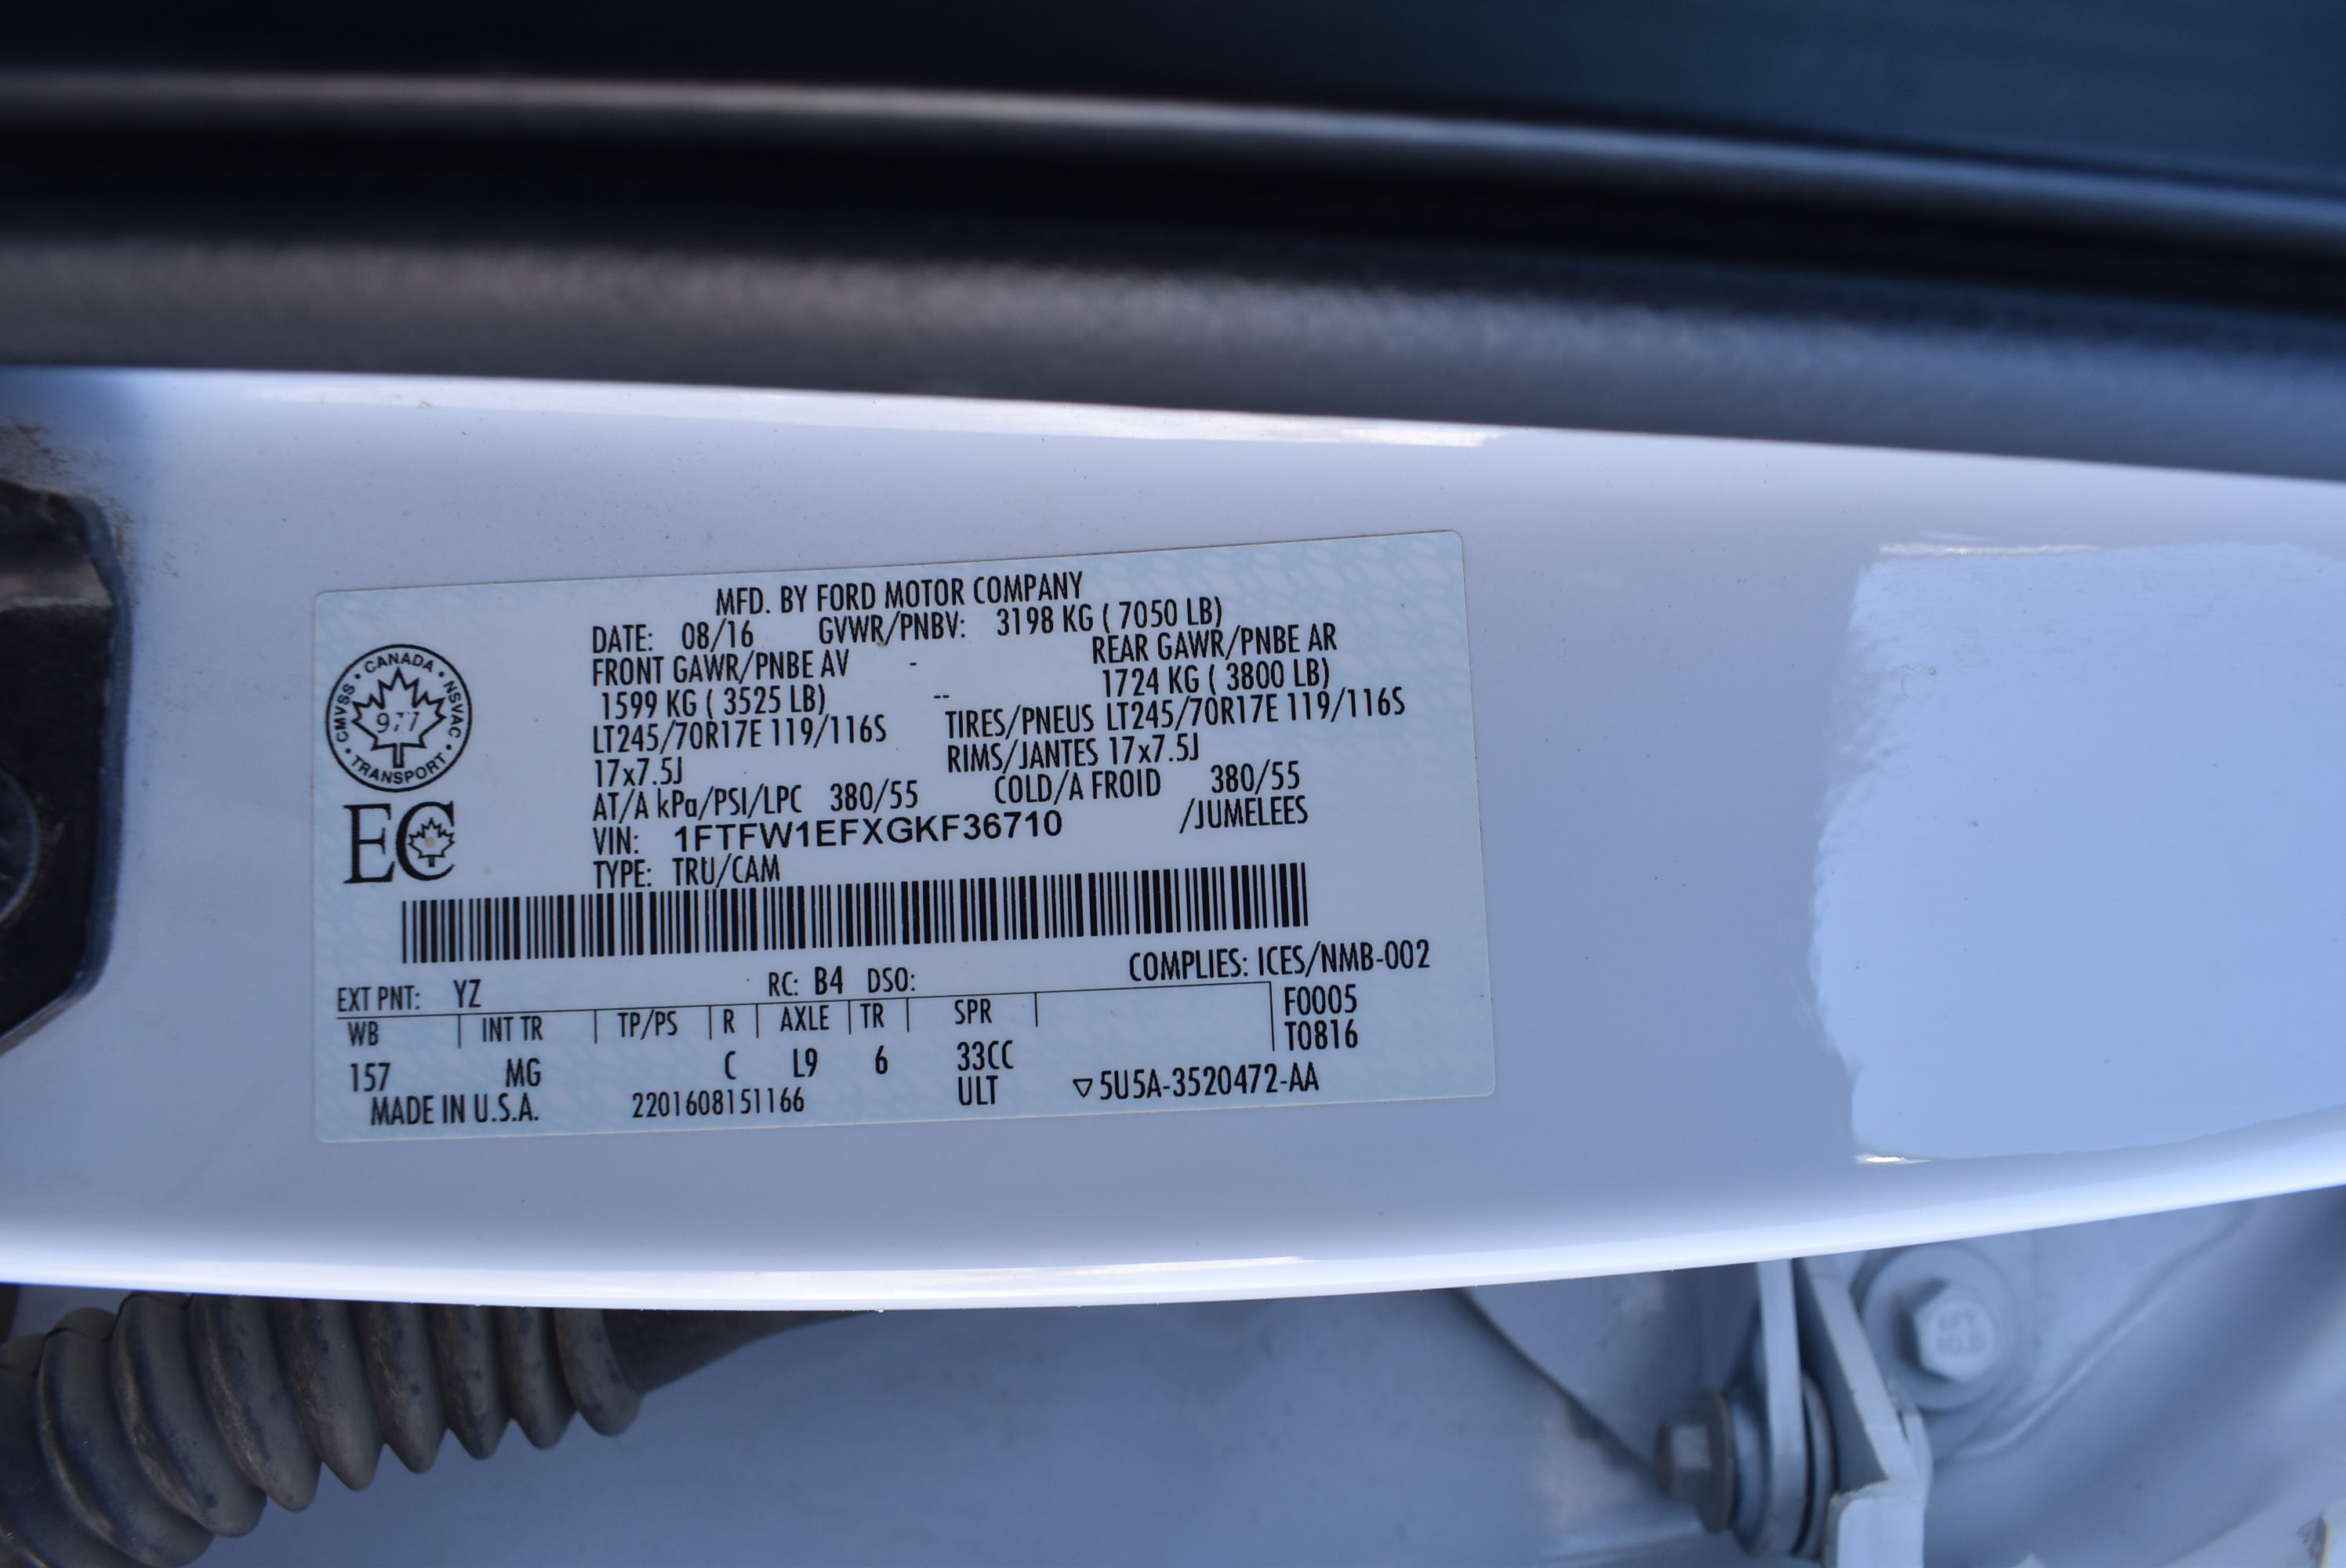 MFD. BY FORD MOTOR COMPANY
DATE: 08/16 GVWR/PNBV: 3198 KG ( 7050 LB)
FRONT GAWR/PNBE AV - REAR GAWR/PNBE AR
1599 KG ( 3525 LB) -- 1724 KG ( 3800 LB)
LT245/70R17E 119/116S TIRES/PNEUS LT245/70R17E 119/116S
17x7.5J RIMS/JANTES 17x7.5J
AT/A kPa/PSI/LPC 380/55 COLD/A FROID 380/55
VIN: 1FTFW1EFXGKF36710 /JUMELEES
TYPE: TRU/CAM
CANADA • NSVAC • TRANSPORT • CMVSS •
977
EC
COMPLIES: ICES/NMB-002
EXT PNT: YZ RC: B4 DSO:
WB INT TR TP/PS R AXLE TR SPR F0005
T0816
157 MG C L9 6 33CC
ULT
MADE IN U.S.A. 2201608151166 ▽5U5A-3520472-AA